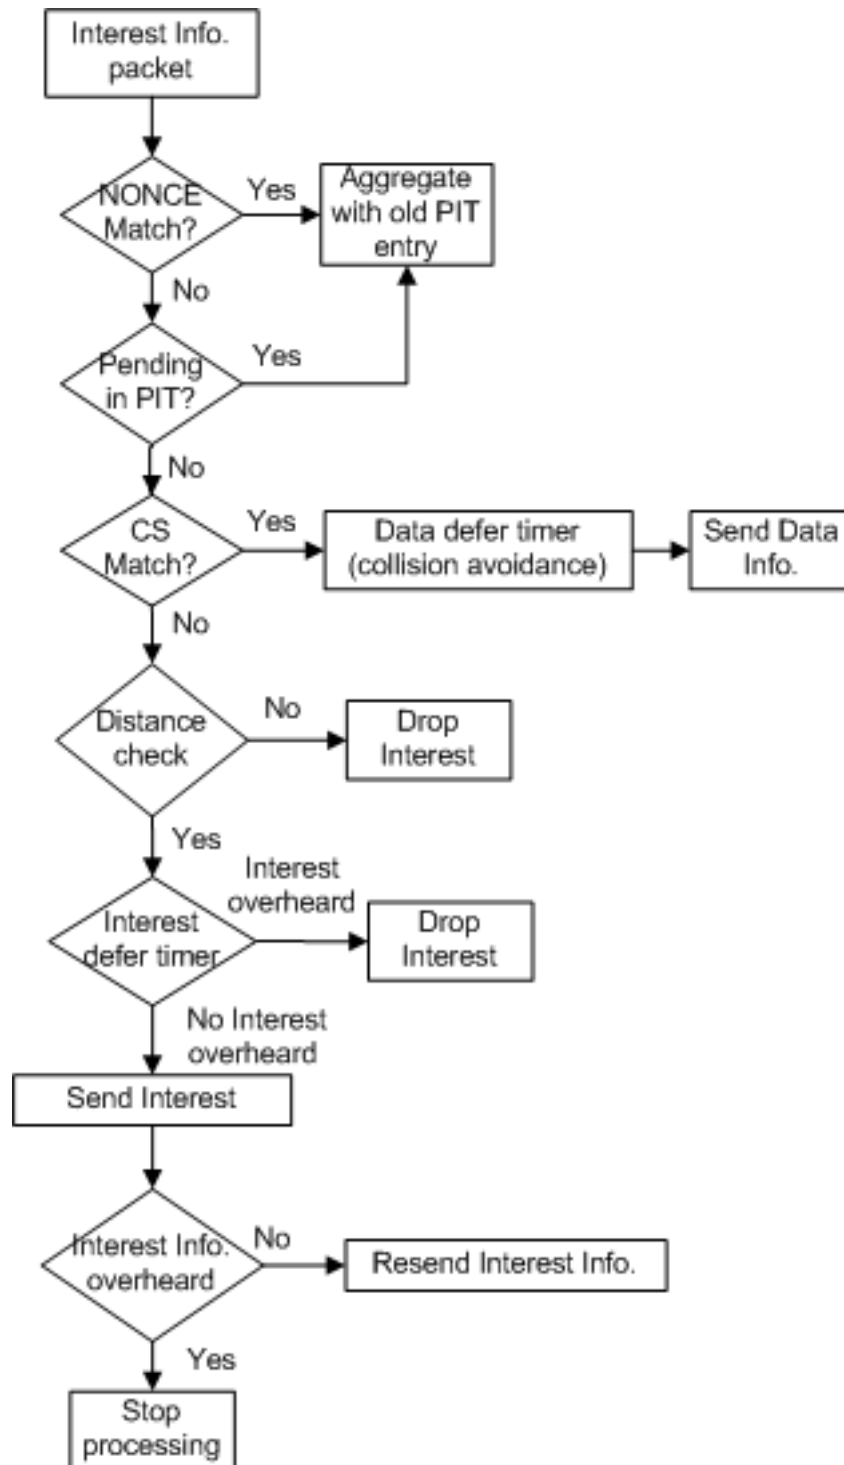 Interest Info.
packet
NONCE
Match?
Yes
Aggregate
with old PIT
entry
No
Pending
in PIT?
Yes
No
CS
Match?
Yes
Data defer timer
(collision avoidance)
Send Data
Info.
No
Distance
check
No
Drop
Interest
Yes
Interest
defer timer
Interest
overheard
Drop
Interest
No Interest
overheard
Send Interest
Interest Info.
overheard
No
Resend Interest Info.
Yes
Stop
processing